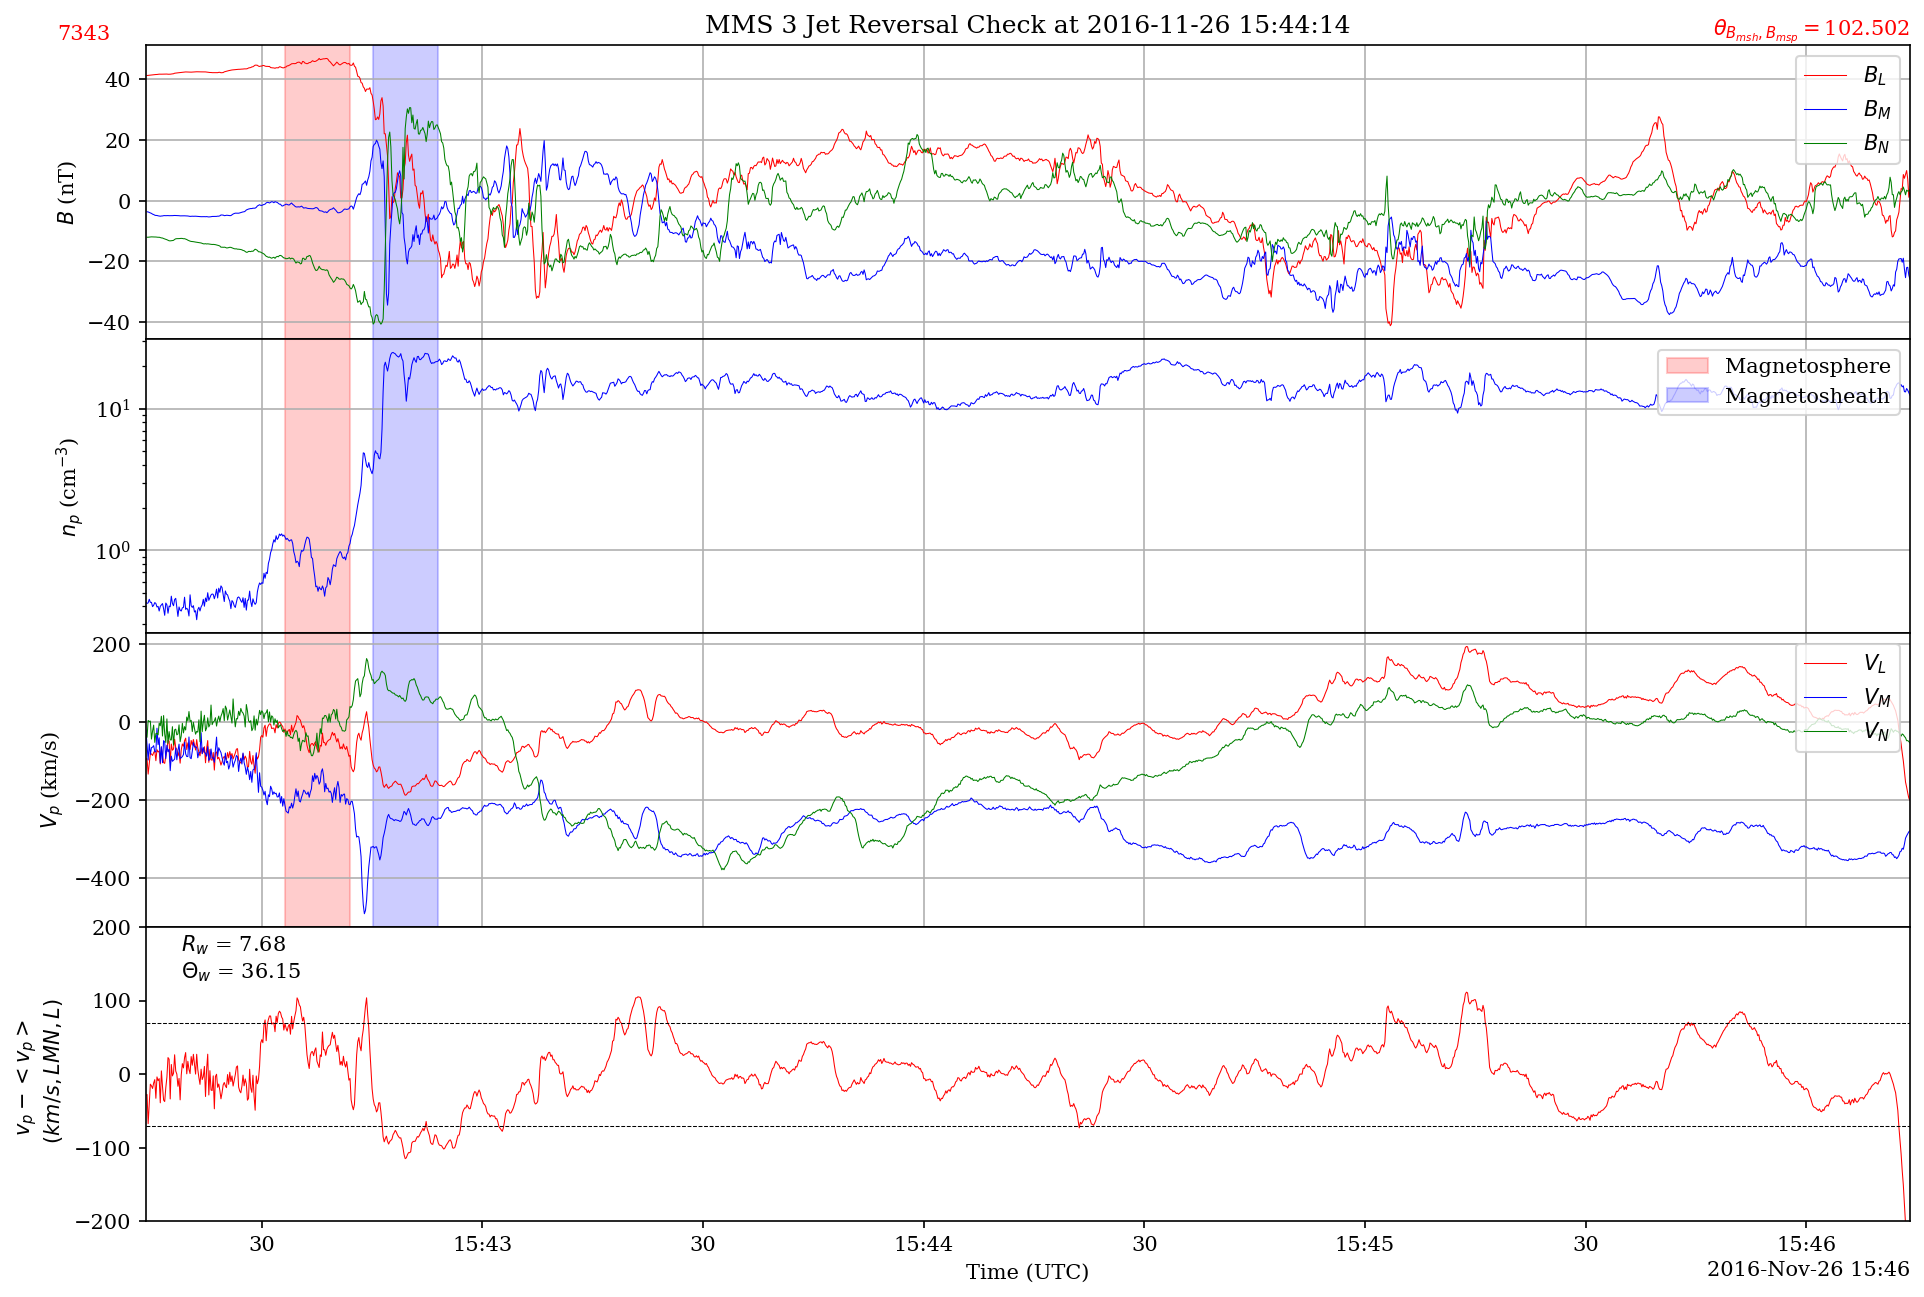 MMS 3 Jet Reversal Check at 2016-11-26 15:44:14
7343
θ_{B_{msh}, B_{msp}} = 102.502
40
20
0
−20
−40
B (nT)
B_L
B_M
B_N
10^1
10^0
n_p (cm^{−3})
Magnetosphere
Magnetosheath
200
0
−200
−400
V_p (km/s)
V_L
V_M
V_N
200
100
0
−100
−200
v_p − < v_p >
(km/s, LMN, L)
R_w = 7.68
Θ_w = 36.15
30
15:43
30
15:44
30
15:45
30
15:46
Time (UTC)
2016-Nov-26 15:46